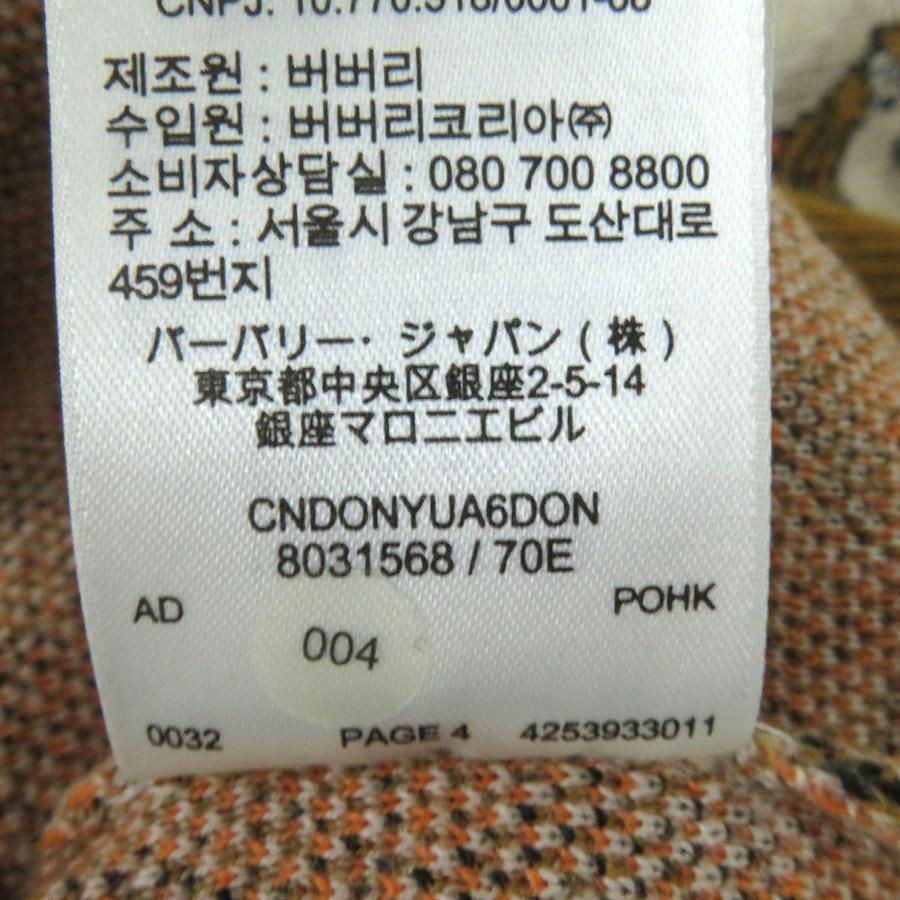 제조원 : 버버리
수입원 : 버버리코리아㈜
소비자상담실 : 080 700 8800
주 소 : 서울시 강남구 도산대로
459번지
バーバリー・ジャパン ( 株 )
東京都中央区銀座2-5-14
銀座マロニエビル
CNDONYUA6DON
8031568 / 70E
AD
POHK
004
0032 PAGE 4 4253933011